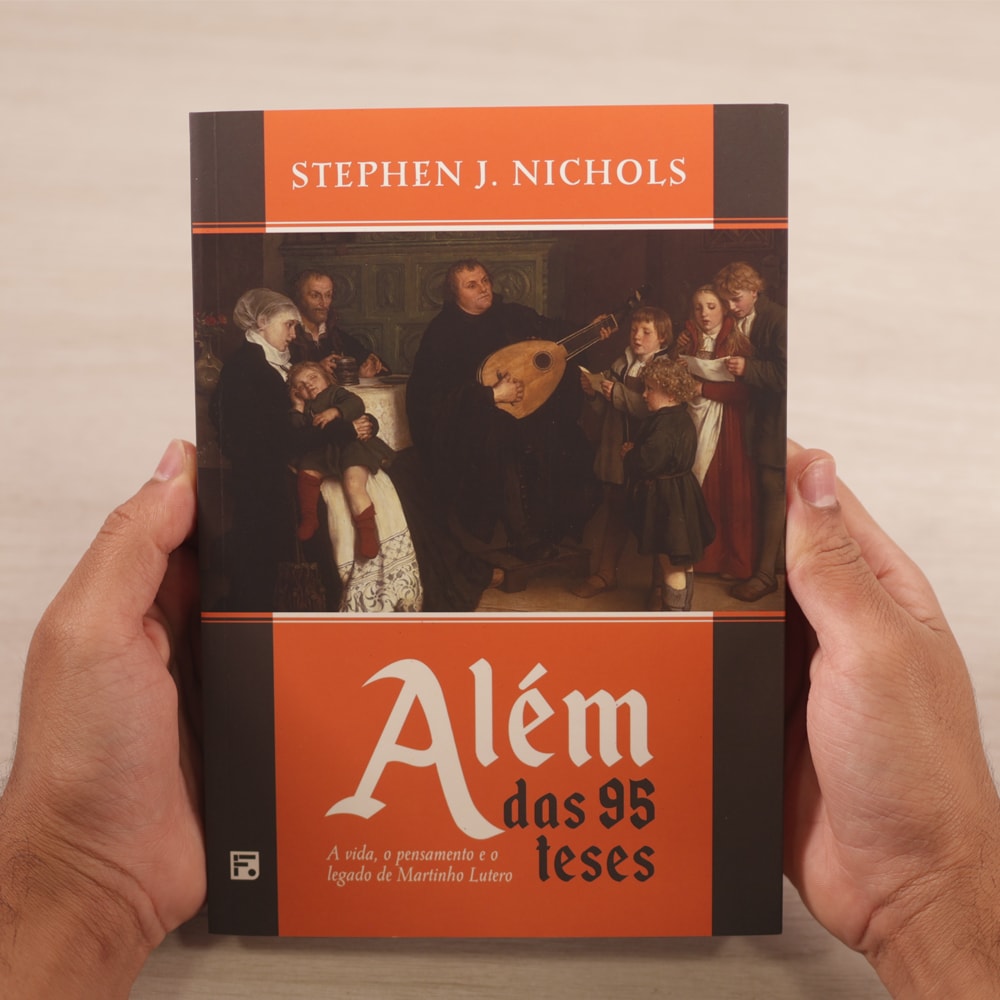 STEPHEN J. NICHOLS
Além
das 95
teses
A vida, o pensamento e o
legado de Martinho Lutero
F.